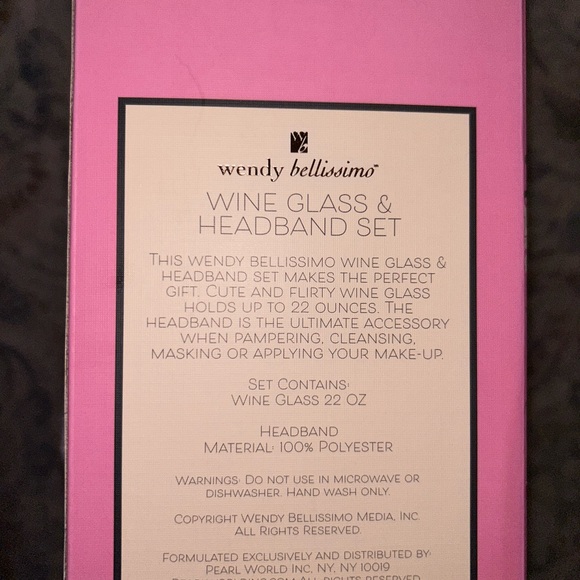 wendy bellissimo
WINE GLASS &
HEADBAND SET
THIS WENDY BELLISSIMO WINE GLASS &
HEADBAND SET MAKES THE PERFECT
GIFT. CUTE AND FLIRTY WINE GLASS
HOLDS UP TO 22 OUNCES. THE
HEADBAND IS THE ULTIMATE ACCESSORY
WHEN PAMPERING, CLEANSING,
MASKING OR APPLYING YOUR MAKE-UP.
SET CONTAINS:
WINE GLASS 22 OZ
HEADBAND
MATERIAL: 100% POLYESTER
WARNINGS: DO NOT USE IN MICROWAVE OR
DISHWASHER. HAND WASH ONLY.
COPYRIGHT WENDY BELLISSIMO MEDIA, INC.
ALL RIGHTS RESERVED.
FORMULATED EXCLUSIVELY AND DISTRIBUTED BY:
PEARL WORLD INC, NY, NY 10019
ALL RIGHTS RESERVED